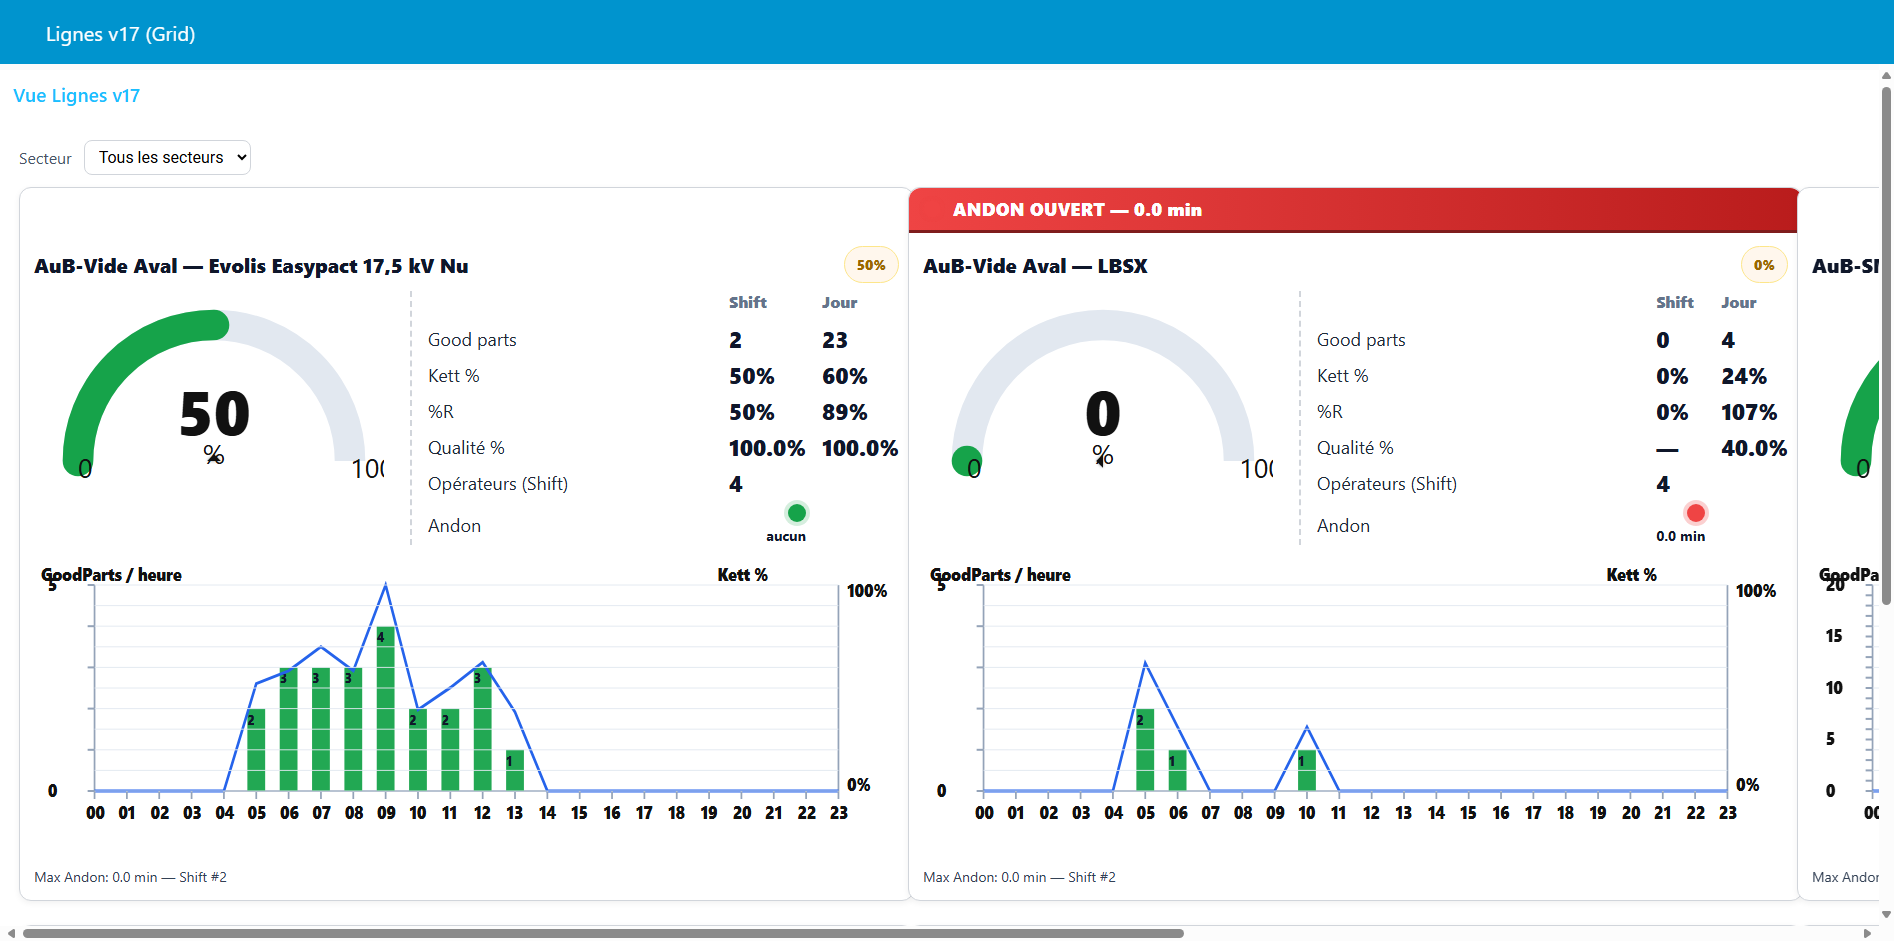 Lignes v17 (Grid)
Vue Lignes v17
Secteur Tous les secteurs
AuB-Vide Aval — Evolis Easypact 17,5 kV Nu 50%
50
%
0 100
Shift Jour
Good parts 2 23
Kett % 50% 60%
%R 50% 89%
Qualité % 100.0% 100.0%
Opérateurs (Shift) 4
Andon
aucun
GoodParts / heure Kett %
5 100%
2 3 3 3 4 2 2 3 1
0 0%
00 01 02 03 04 05 06 07 08 09 10 11 12 13 14 15 16 17 18 19 20 21 22 23
Max Andon: 0.0 min — Shift #2
ANDON OUVERT — 0.0 min
AuB-Vide Aval — LBSX 0%
0
%
0 100
Shift Jour
Good parts 0 4
Kett % 0% 24%
%R 0% 107%
Qualité % — 40.0%
Opérateurs (Shift) 4
Andon
0.0 min
GoodParts / heure Kett %
5 100%
2 1 1
0 0%
00 01 02 03 04 05 06 07 08 09 10 11 12 13 14 15 16 17 18 19 20 21 22 23
Max Andon: 0.0 min — Shift #2
0
GoodPa
20
15
10
5
0
00
Max Andor